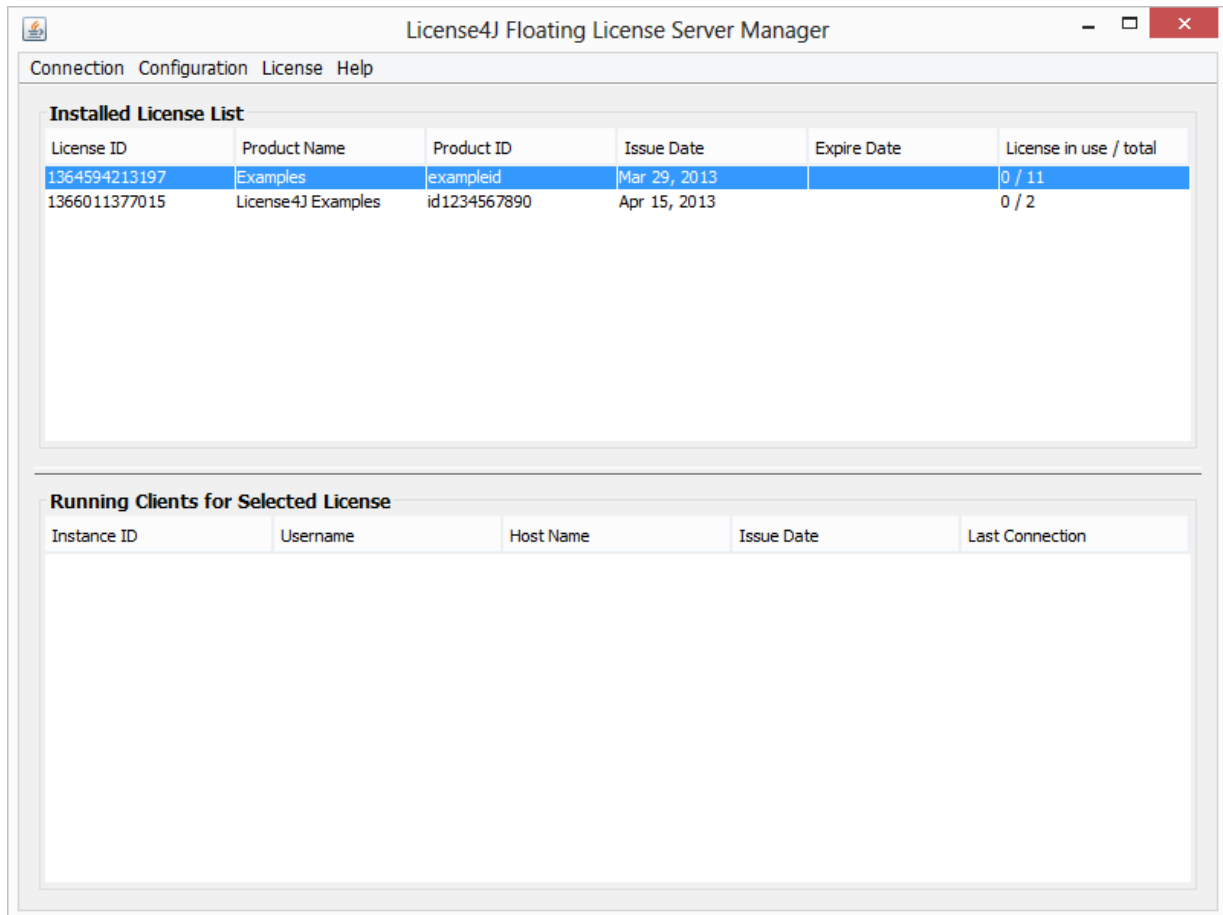 License4J Floating License Server Manager
Connection Configuration License Help
Installed License List
License ID Product Name Product ID Issue Date Expire Date License in use / total
1364594213197 Examples exampleid Mar 29, 2013 0 / 11
1366011377015 License4J Examples id1234567890 Apr 15, 2013 0 / 2
Running Clients for Selected License
Instance ID Username Host Name Issue Date Last Connection